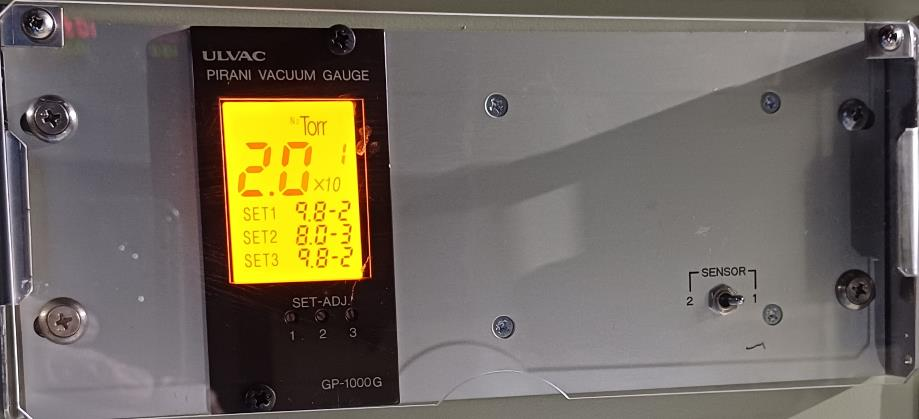 ULVAC
PIRANI VACUUM GAUGE
N₂ Torr
2.0 ×10 1
SET1 9.8-2
SET2 8.0-3
SET3 9.8-2
SET-ADJ.
1 2 3
GP-1000G
SENSOR
2 1